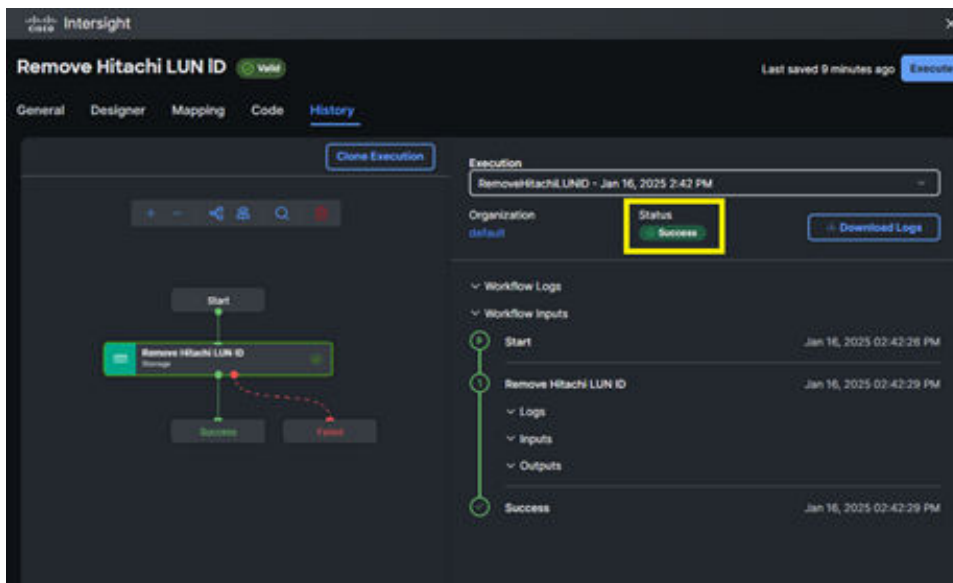 cisco Intersight
Remove Hitachi LUN ID Valid
Last saved 9 minutes ago Execute
General Designer Mapping Code History
Clone Execution
Execution
RemoveHitachiLUNID - Jan 16, 2025 2:42 PM
Organization Status
default Success Download Logs
Start
Remove Hitachi LUN ID
Storage
Success Failed
Workflow Logs
Workflow Inputs
Start Jan 16, 2025 02:42:26 PM
1 Remove Hitachi LUN ID Jan 16, 2025 02:42:29 PM
Logs
Inputs
Outputs
Success Jan 16, 2025 02:42:29 PM